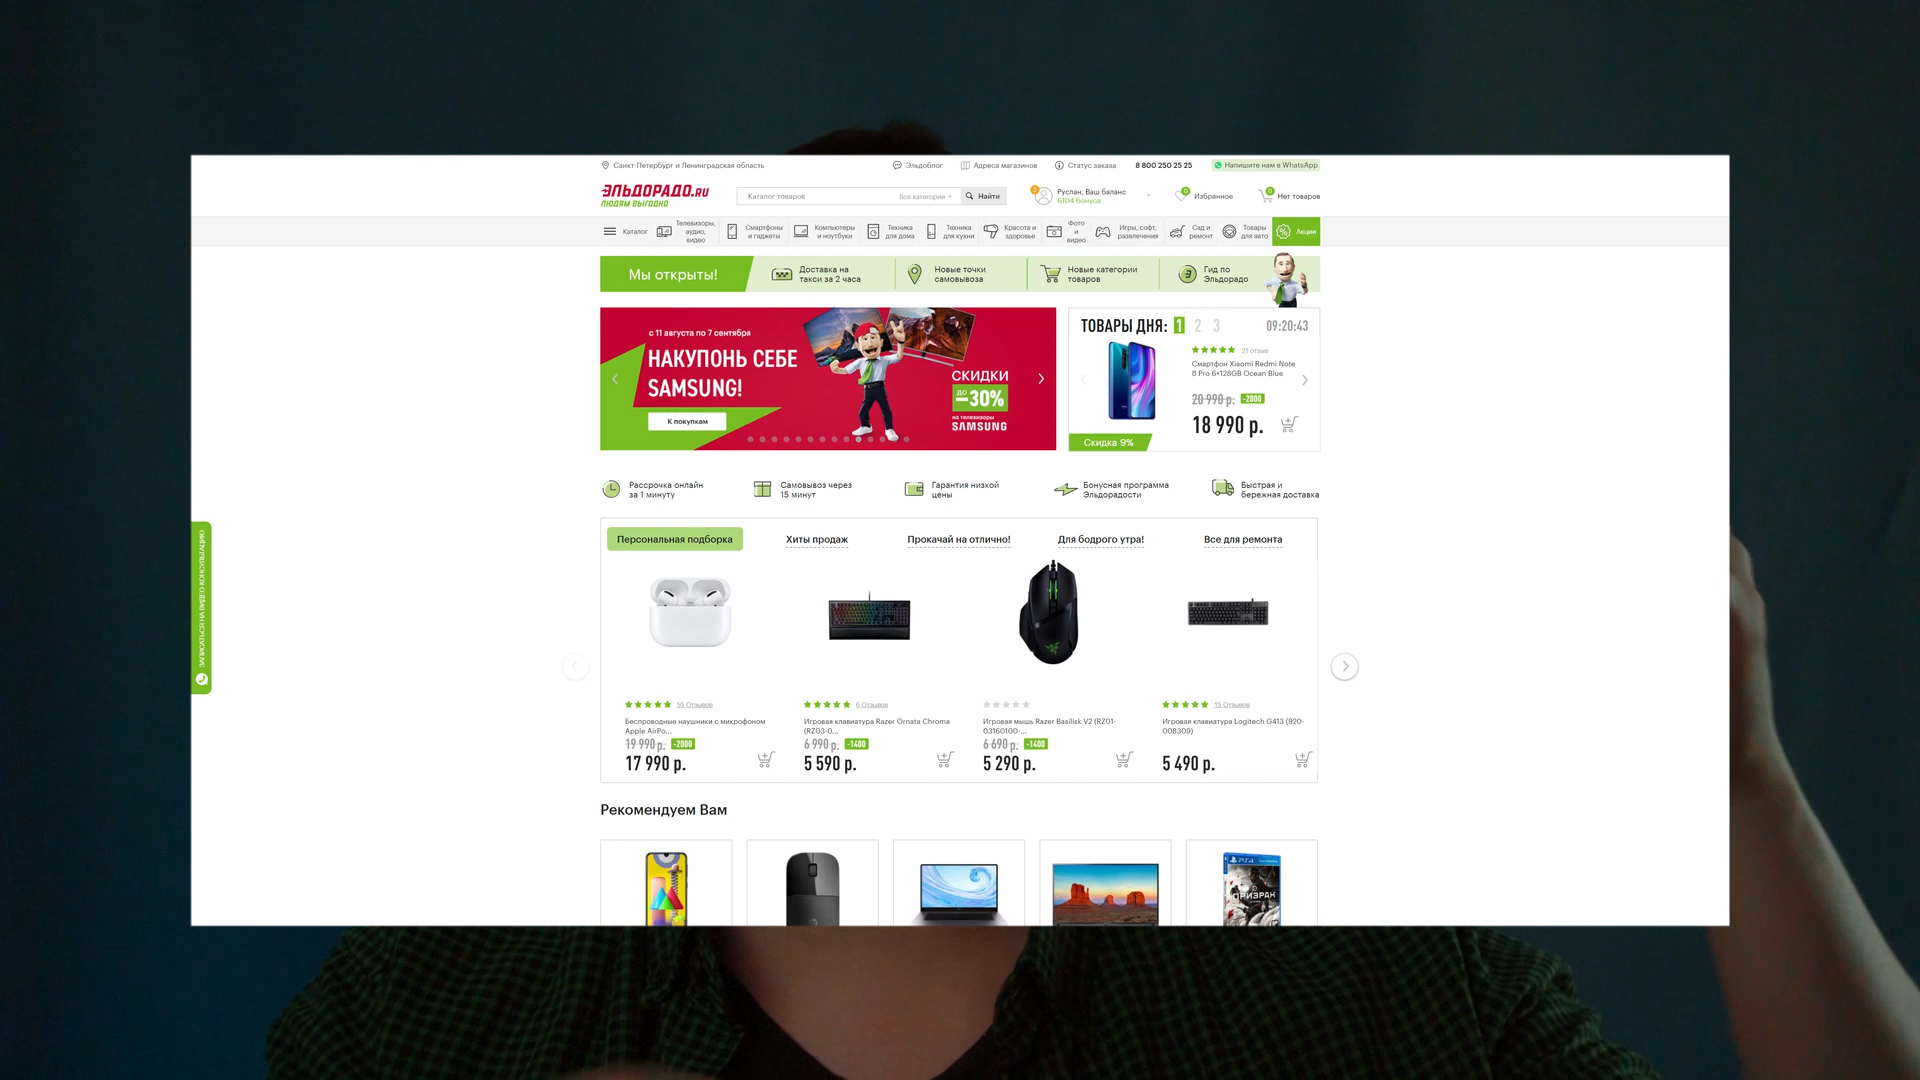 Санкт-Петербург и Ленинградская область
Эльдоблог
Адреса магазинов
Статус заказа
8 800 250 25 25
Напишите нам в WhatsApp
ЭЛЬДОРАДО.RU
ЛЮДЯМ ВЫГОДНО
Каталог товаров
Все категории
Найти
2
Руслан, Ваш баланс
6104 бонуса
0
Избранное
0
Нет товаров
Каталог
Телевизоры,
аудио,
видео
Смартфоны
и гаджеты
Компьютеры
и ноутбуки
Техника
для дома
Техника
для кухни
Красота и
здоровье
Фото
и
видео
Игры, софт,
развлечения
Сад и
ремонт
Товары
для авто
Акции
Мы открыты!
Доставка на
такси за 2 часа
Новые точки
самовывоза
Новые категории
товаров
Гид по
Эльдорадо
с 11 августа по 7 сентября
НАКУПОНЬ СЕБЕ
SAMSUNG!
К покупкам
СКИДКИ
до
-30%
на телевизоры
SAMSUNG
ТОВАРЫ ДНЯ: 1 2 3
09:20:43
21 отзыв
Смартфон Xiaomi Redmi Note
8 Pro 6+128GB Ocean Blue
20 990 р. -2000
18 990 р.
Скидка 9%
Рассрочка онлайн
за 1 минуту
Самовывоз через
15 минут
Гарантия низкой
цены
Бонусная программа
Эльдорадости
Быстрая и
бережная доставка
ЗАПИСАТЬСЯ НА ВИДЕО-КОНСУЛЬТАЦИЮ
Персональная подборка
Хиты продаж
Прокачай на отлично!
Для бодрого утра!
Все для ремонта
55 Отзывов
Беспроводные наушники с микрофоном
Apple AirPo...
19 990 р. -2000
17 990 р.
6 Отзывов
Игровая клавиатура Razer Ornata Chroma
(RZ03-0...
6 990 р. -1400
5 590 р.
Игровая мышь Razer Basilisk V2 (RZ01-
03160100-...
6 690 р. -1400
5 290 р.
15 Отзывов
Игровая клавиатура Logitech G413 (920-
008309)
5 490 р.
Рекомендуем Вам
PS4
ПРИЗРАК